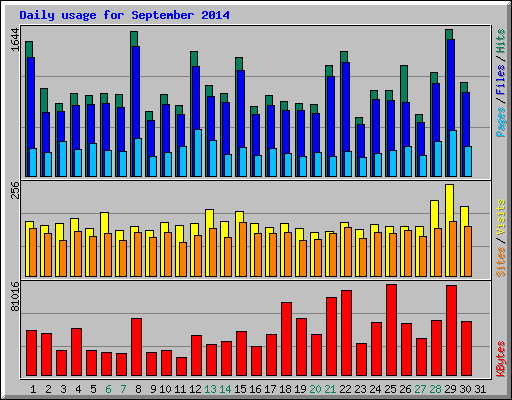 Daily usage for September 2014
1644
Pages / Files / Hits
266
Sites / Visits
81016
KBytes
1 2 3 4 5 6 7 8 9 10 11 12 13 14 15 16 17 18 19 20 21 22 23 24 25 26 27 28 29 30 31